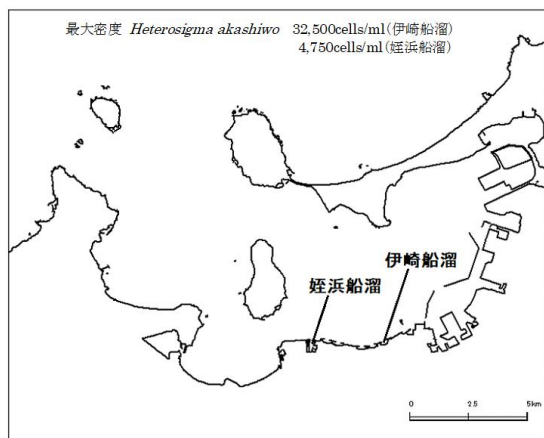 最大密度 Heterosigma akashiwo 32,500cells/ml(伊崎船溜)
4,750cells/ml(姪浜船溜)
伊崎船溜
姪浜船溜
0 2.5 5km